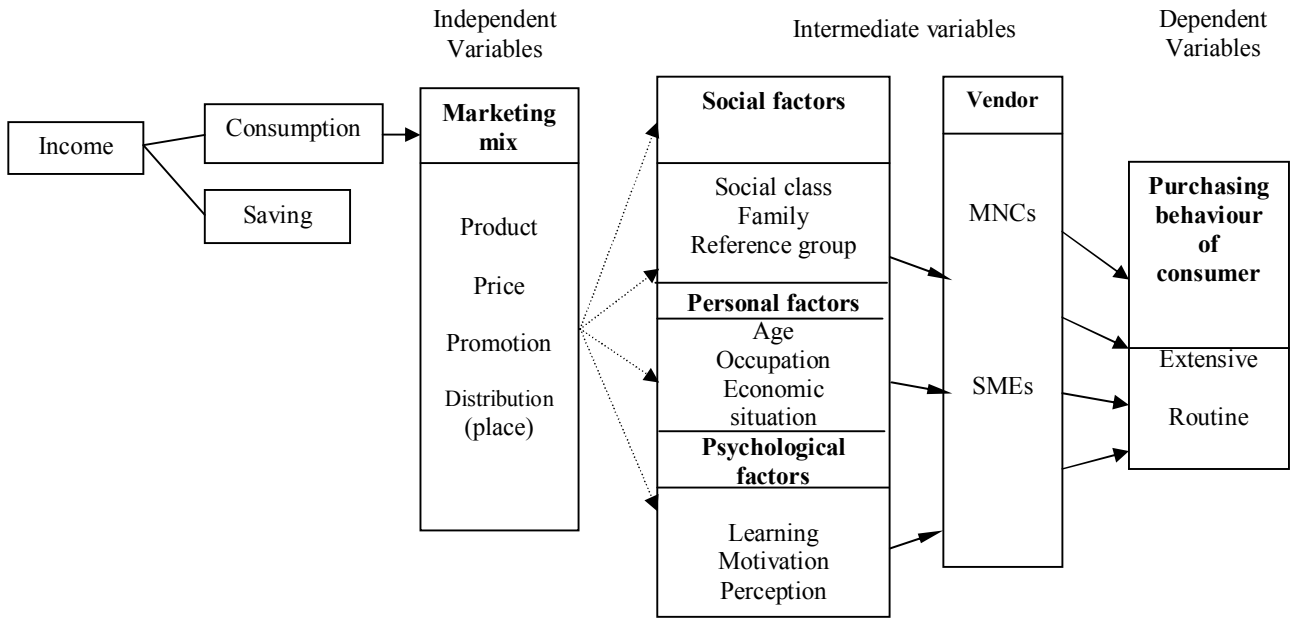 Independent
Variables
Intermediate variables
Dependent
Variables
Income
Consumption
Saving
Marketing
mix
Product
Price
Promotion
Distribution
(place)
Social factors
Social class
Family
Reference group
Personal factors
Age
Occupation
Economic
situation
Psychological
factors
Learning
Motivation
Perception
Vendor
MNCs
SMEs
Purchasing
behaviour
of
consumer
Extensive
Routine